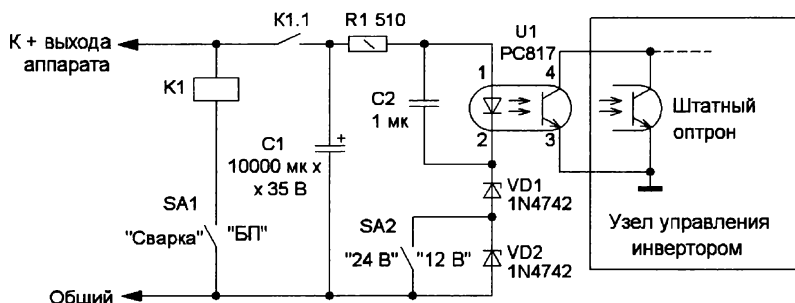 К + выхода
аппарата
K1.1
R1 510
U1
PC817
1
4
K1
C2
1 мк
Штатный
оптрон
2
3
C1
+
10000 мк х
х 35 В
VD1
1N4742
SA1
"Сварка"
"БП"
SA2
"24 В"
"12 В"
VD2
1N4742
Узел управления
инвертором
Общий